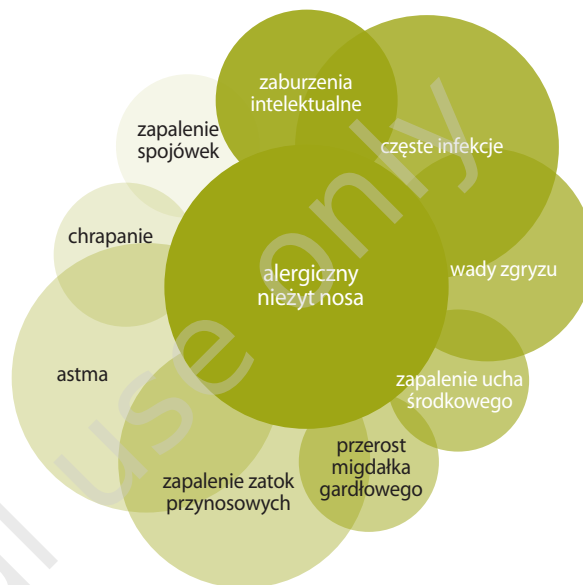 zaburzenia
intelektualne
częste infekcje
zapalenie
spojówek
chrapanie
alergiczny
nieżyt nosa
wady zgryzu
astma
zapalenie ucha
środkowego
przerost
migdałka
gardłowego
zapalenie zatok
przynosowych
use only